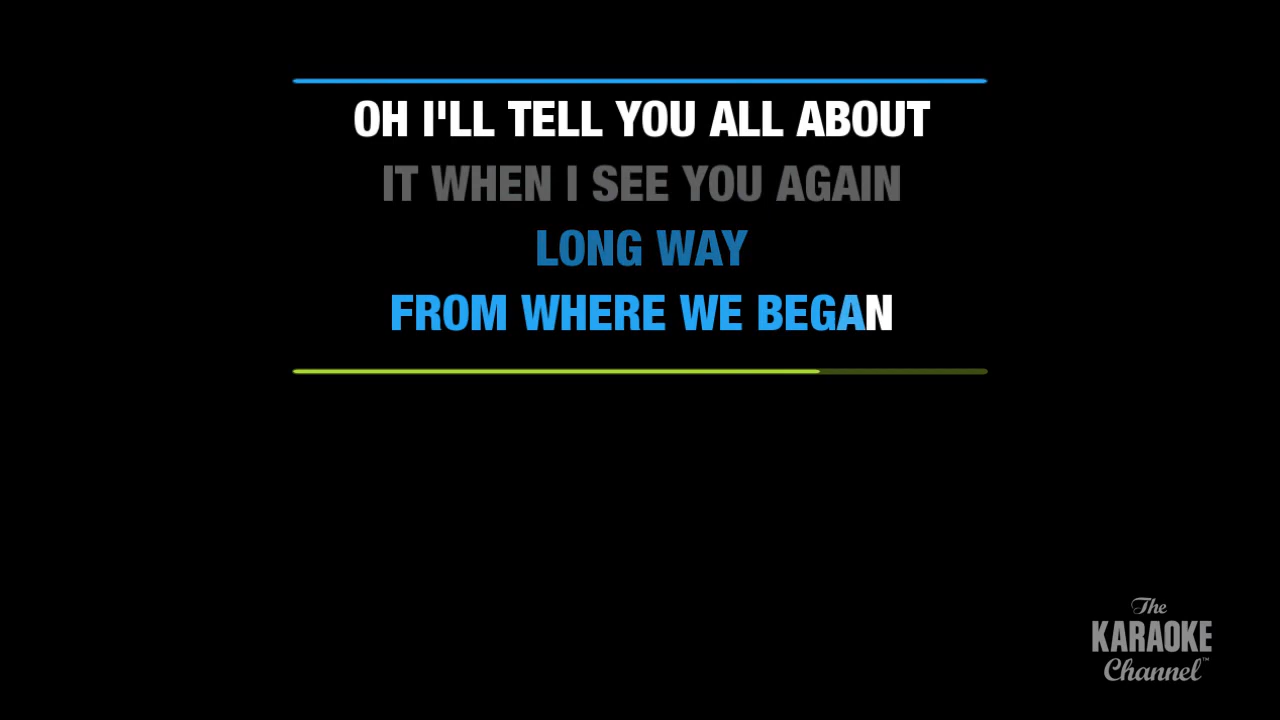 OH I'LL TELL YOU ALL ABOUT
IT WHEN I SEE YOU AGAIN
LONG WAY
FROM WHERE WE BEGAN
The
KARAOKE
Channel™